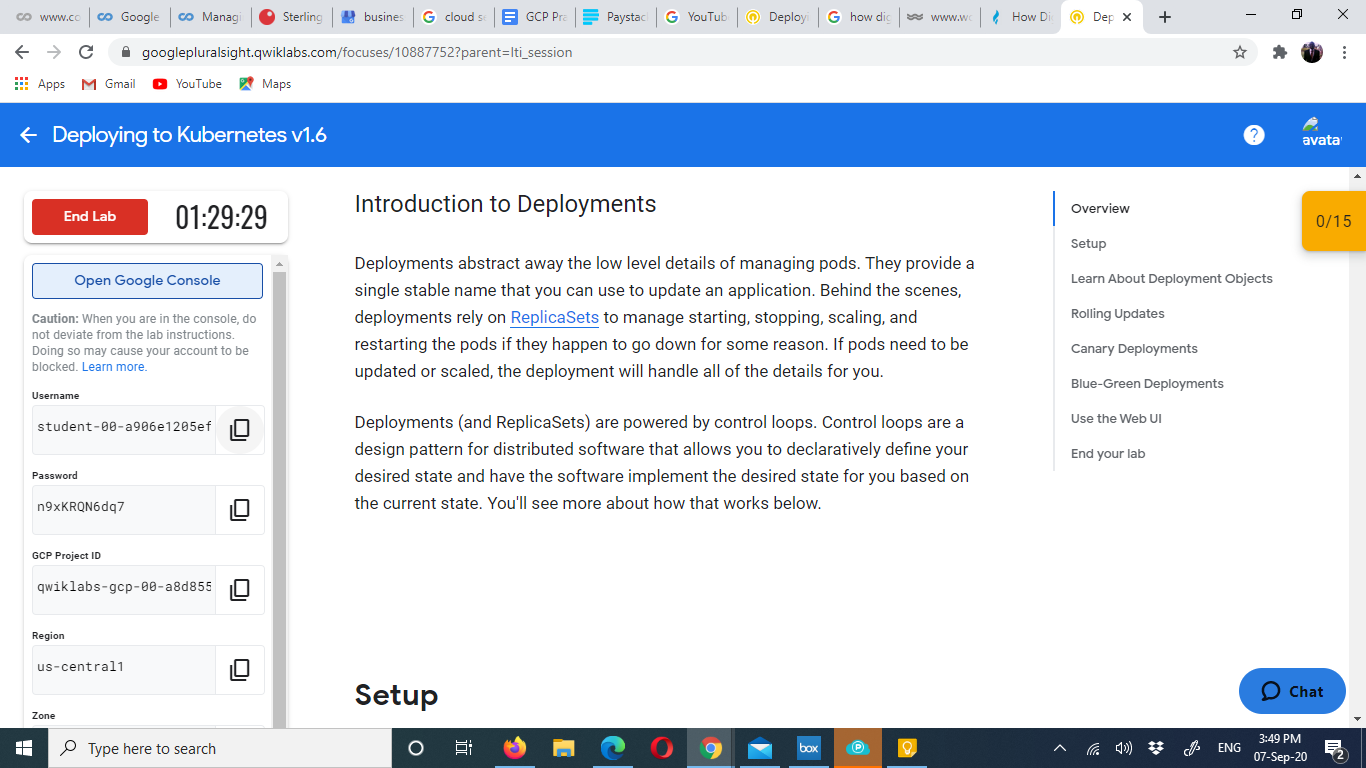 www.co
Google
Managi
Sterling
busines
cloud se
GCP Pra
Paystac
YouTube
Deployi
how dig
www.wo
How Di
Dep
googlepluralsight.qwiklabs.com/focuses/10887752?parent=lti_session
Apps Gmail YouTube Maps
Deploying to Kubernetes v1.6
?
avata
End Lab
01:29:29
Open Google Console
Caution: When you are in the console, do
not deviate from the lab instructions.
Doing so may cause your account to be
blocked. Learn more.
Username
student-00-a906e1205ef
Password
n9xKRQN6dq7
GCP Project ID
qwiklabs-gcp-00-a8d855
Region
us-central1
Zone
Introduction to Deployments
Deployments abstract away the low level details of managing pods. They provide a
single stable name that you can use to update an application. Behind the scenes,
deployments rely on ReplicaSets to manage starting, stopping, scaling, and
restarting the pods if they happen to go down for some reason. If pods need to be
updated or scaled, the deployment will handle all of the details for you.
Deployments (and ReplicaSets) are powered by control loops. Control loops are a
design pattern for distributed software that allows you to declaratively define your
desired state and have the software implement the desired state for you based on
the current state. You'll see more about how that works below.
Setup
Overview
Setup
Learn About Deployment Objects
Rolling Updates
Canary Deployments
Blue-Green Deployments
Use the Web UI
End your lab
0/15
Chat
Type here to search
box
ENG
3:49 PM
07-Sep-20
2